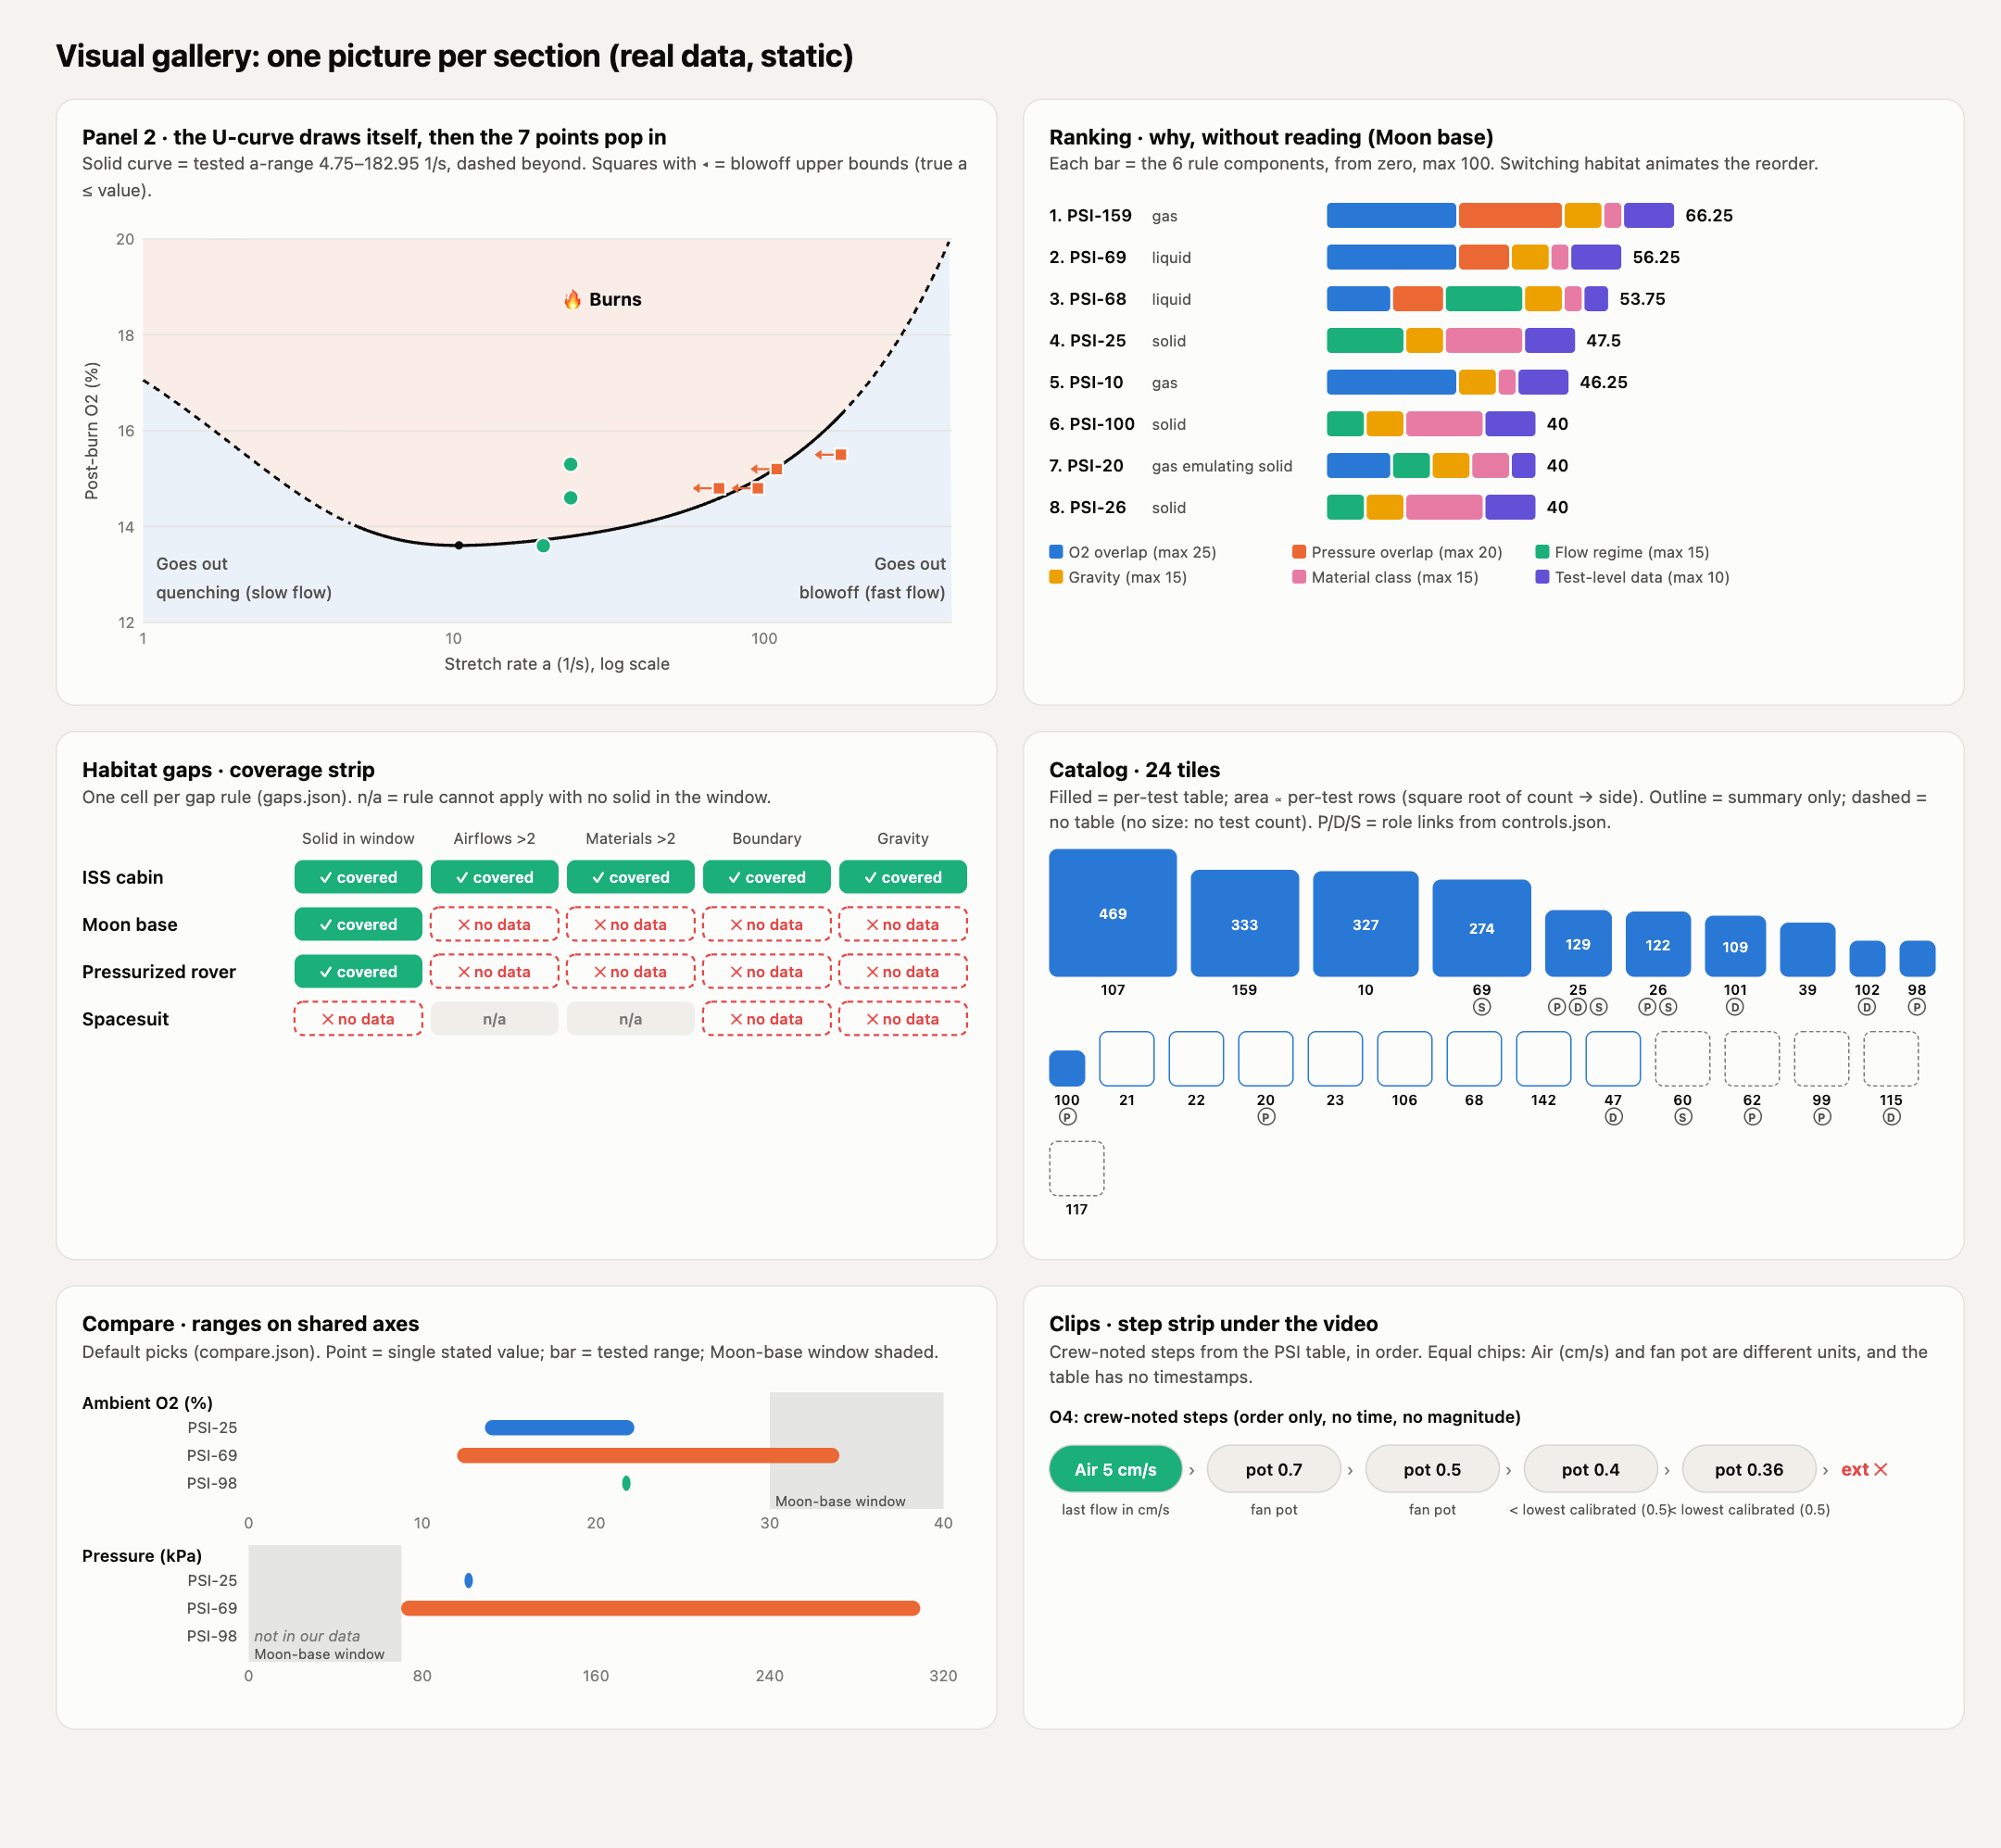 Visual gallery: one picture per section (real data, static)
Panel 2 · the U-curve draws itself, then the 7 points pop in
Solid curve = tested a-range 4.75–182.95 1/s, dashed beyond. Squares with ◂ = blowoff upper bounds (true a
≤ value).
20
18
16
14
12
Post-burn O2 (%)
🔥 Burns
Goes out
quenching (slow flow)
Goes out
blowoff (fast flow)
1
10
100
Stretch rate a (1/s), log scale
Ranking · why, without reading (Moon base)
Each bar = the 6 rule components, from zero, max 100. Switching habitat animates the reorder.
1. PSI-159 gas 66.25
2. PSI-69 liquid 56.25
3. PSI-68 liquid 53.75
4. PSI-25 solid 47.5
5. PSI-10 gas 46.25
6. PSI-100 solid 40
7. PSI-20 gas emulating solid 40
8. PSI-26 solid 40
O2 overlap (max 25) Pressure overlap (max 20) Flow regime (max 15)
Gravity (max 15) Material class (max 15) Test-level data (max 10)
Habitat gaps · coverage strip
One cell per gap rule (gaps.json). n/a = rule cannot apply with no solid in the window.
Solid in window Airflows >2 Materials >2 Boundary Gravity
ISS cabin ✓ covered ✓ covered ✓ covered ✓ covered ✓ covered
Moon base ✓ covered ✕ no data ✕ no data ✕ no data ✕ no data
Pressurized rover ✓ covered ✕ no data ✕ no data ✕ no data ✕ no data
Spacesuit ✕ no data n/a n/a ✕ no data ✕ no data
Catalog · 24 tiles
Filled = per-test table; area ∝ per-test rows (square root of count → side). Outline = summary only; dashed =
no table (no size: no test count). P/D/S = role links from controls.json.
469 333 327 274 129 122 109
107 159 10 69 25 26 101 39 102 98
S P D S P S D D P
100 21 22 20 23 106 68 142 47 60 62 99 115
P P D S P P D
117
Compare · ranges on shared axes
Default picks (compare.json). Point = single stated value; bar = tested range; Moon-base window shaded.
Ambient O2 (%)
PSI-25
PSI-69
PSI-98
Moon-base window
0 10 20 30 40
Pressure (kPa)
PSI-25
PSI-69
PSI-98 not in our data
Moon-base window
0 80 160 240 320
Clips · step strip under the video
Crew-noted steps from the PSI table, in order. Equal chips: Air (cm/s) and fan pot are different units, and the
table has no timestamps.
O4: crew-noted steps (order only, no time, no magnitude)
Air 5 cm/s › pot 0.7 › pot 0.5 › pot 0.4 › pot 0.36 › ext ✕
last flow in cm/s fan pot fan pot < lowest calibrated (0.5) < lowest calibrated (0.5)